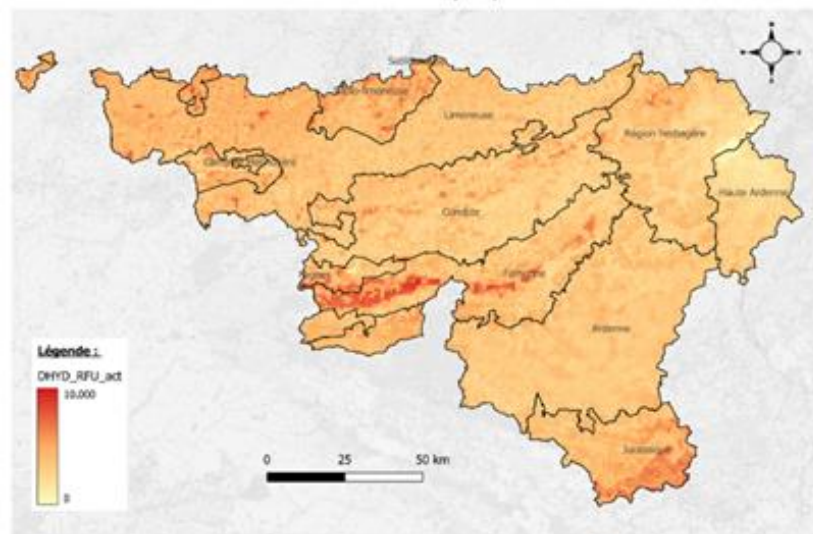 Limoneuse
Région herbagère
Haute Ardenne
Condroz
Famenne
Ardenne
Jurassique
Légende :
DHYD_RFU_act
10,000
0
0 25 50 km